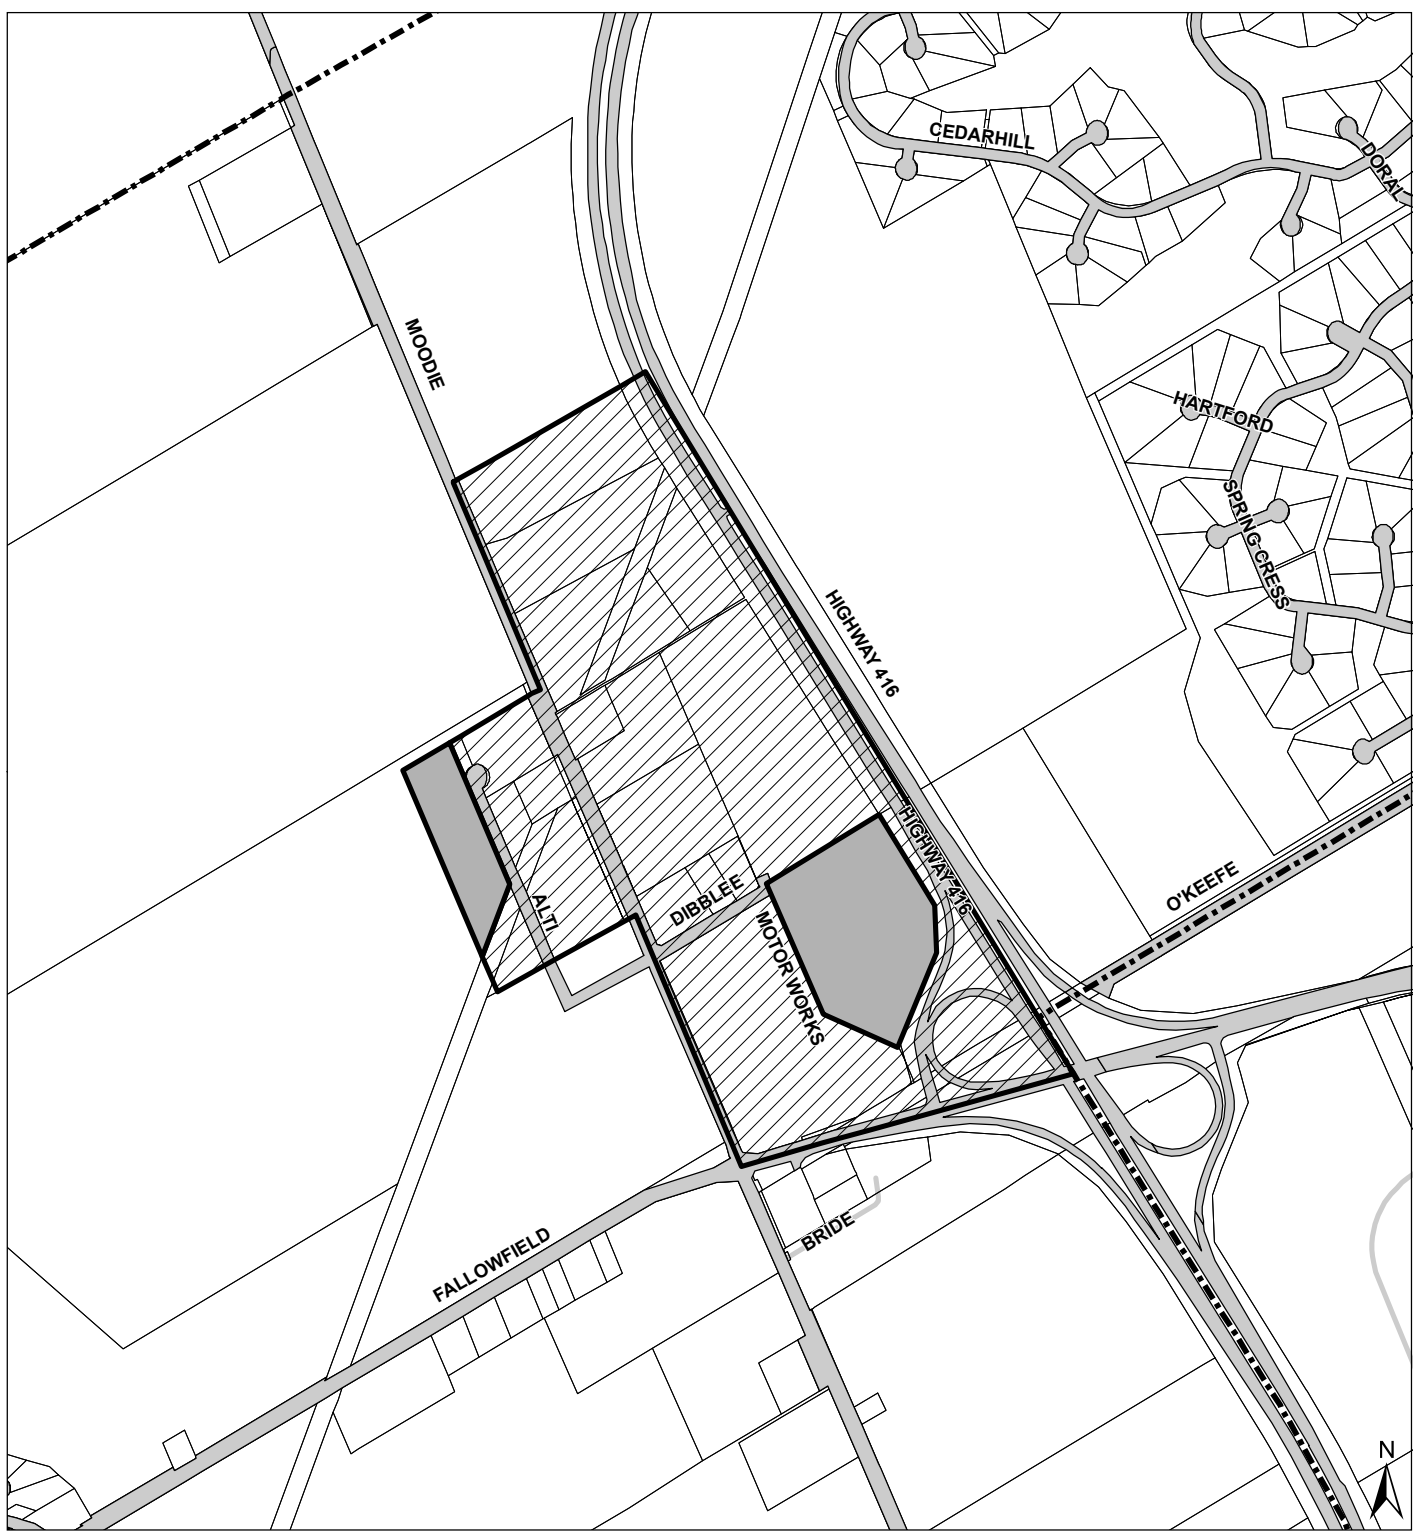 CEDARHILL
DORAL
MOODIE
HARTFORD
SPRING CRESS
HIGHWAY 416
HIGHWAY 416
O'KEEFE
DIBBLEE
ALTI
MOTOR WORKS
BRIDE
FALLOWFIELD
N